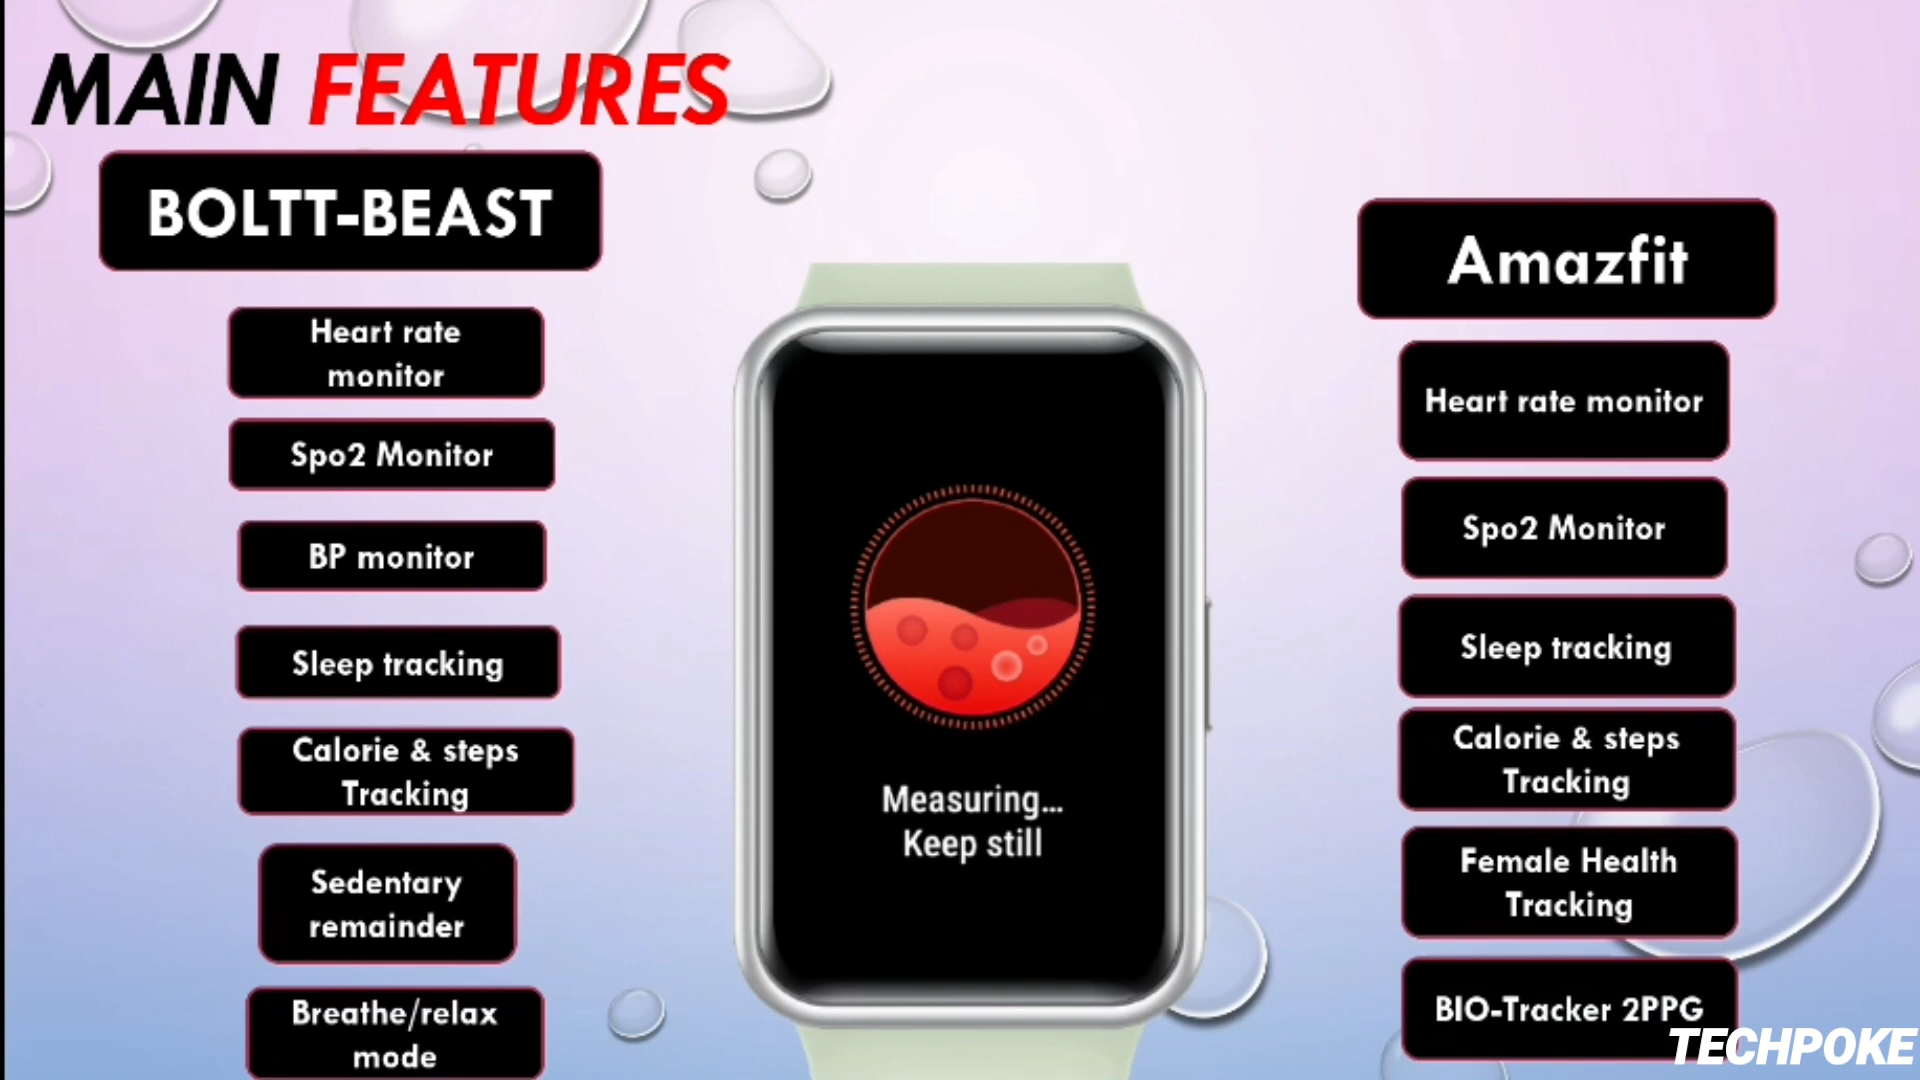 MAIN FEATURES
BOLTT-BEAST
Heart rate
monitor
Spo2 Monitor
BP monitor
Sleep tracking
Calorie & steps
Tracking
Sedentary
remainder
Breathe/relax
mode
Measuring...
Keep still
Amazfit
Heart rate monitor
Spo2 Monitor
Sleep tracking
Calorie & steps
Tracking
Female Health
Tracking
BIO-Tracker 2PPG
TECHPOKE